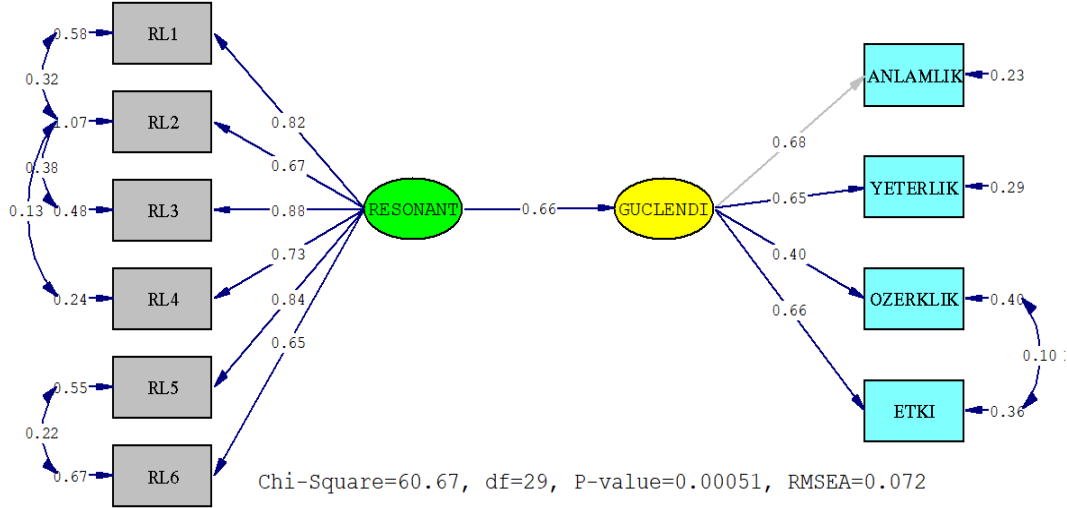 0.58
RL1
0.32
0.82
1.07
RL2
0.67
0.38
0.13
0.48
RL3
0.88
0.24
RL4
0.73
0.84
0.55
RL5
0.65
0.22
0.67
RL6
RESONANT
0.66
GUCLENDI
0.68
ANLAMLIK
0.23
0.65
YETERLIK
0.29
0.40
OZERKLIK
0.40
0.66
0.10
ETKI
0.36
Chi-Square=60.67, df=29, P-value=0.00051, RMSEA=0.072